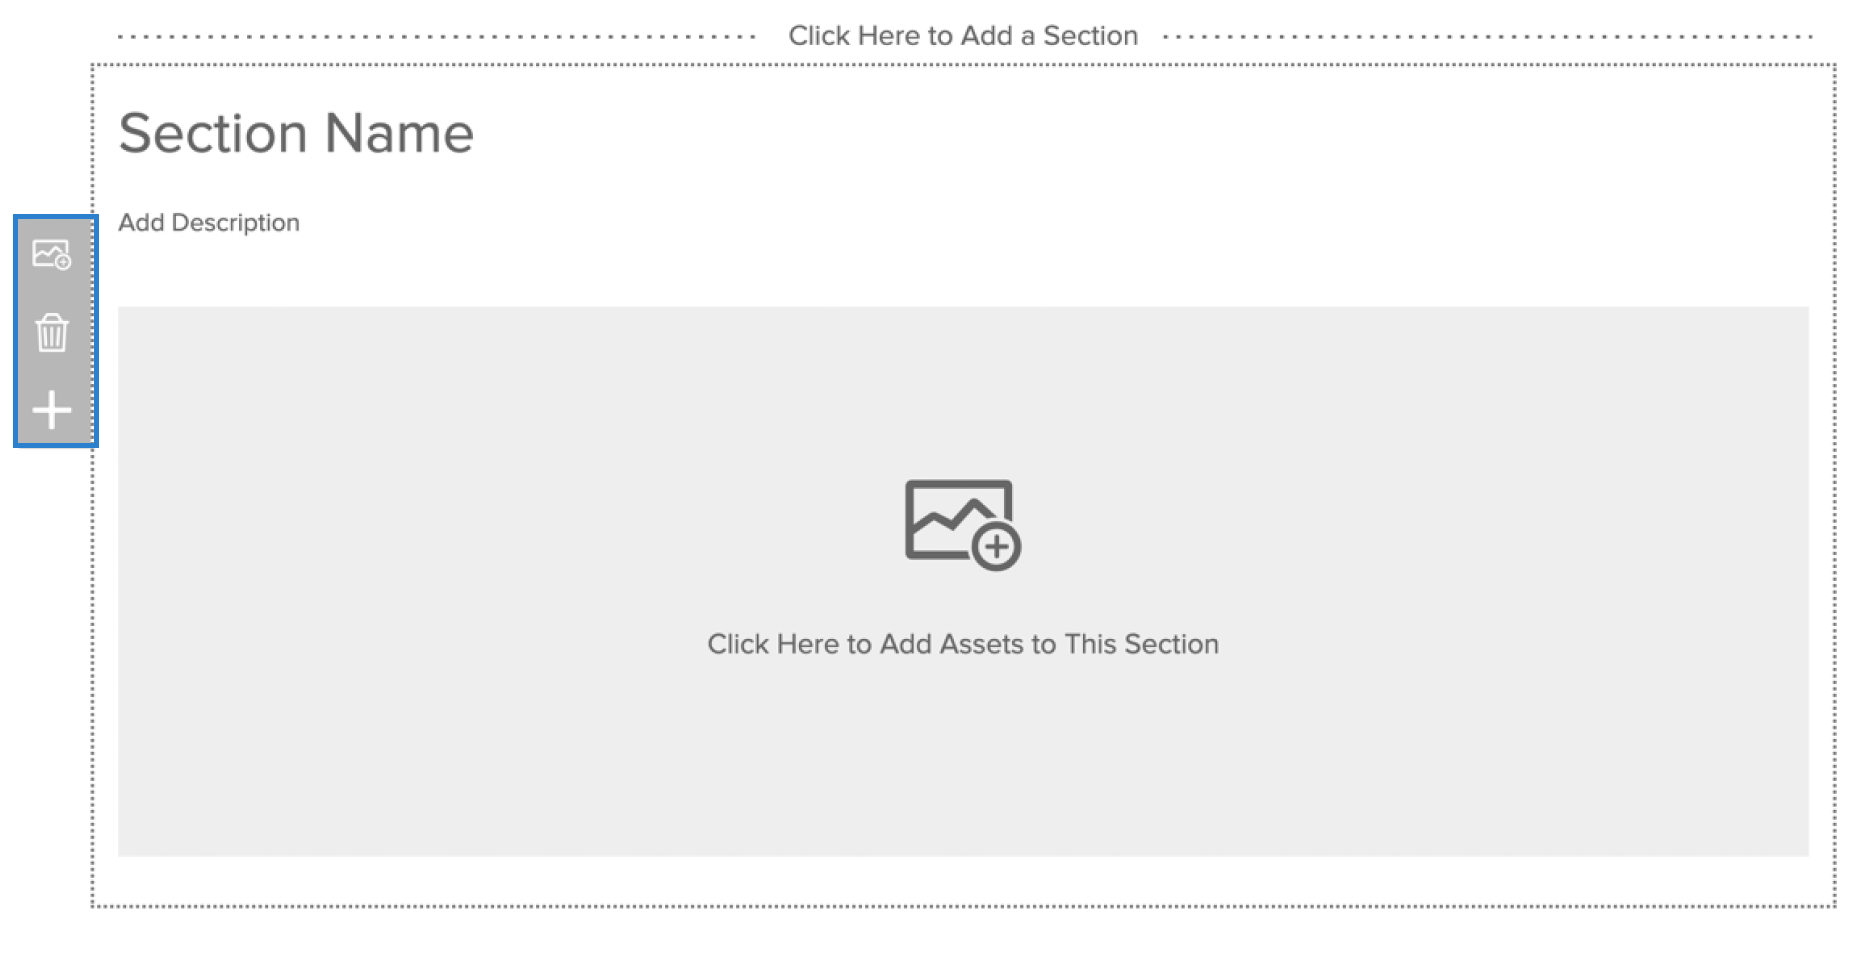 Click Here to Add a Section
Section Name
Add Description
Click Here to Add Assets to This Section